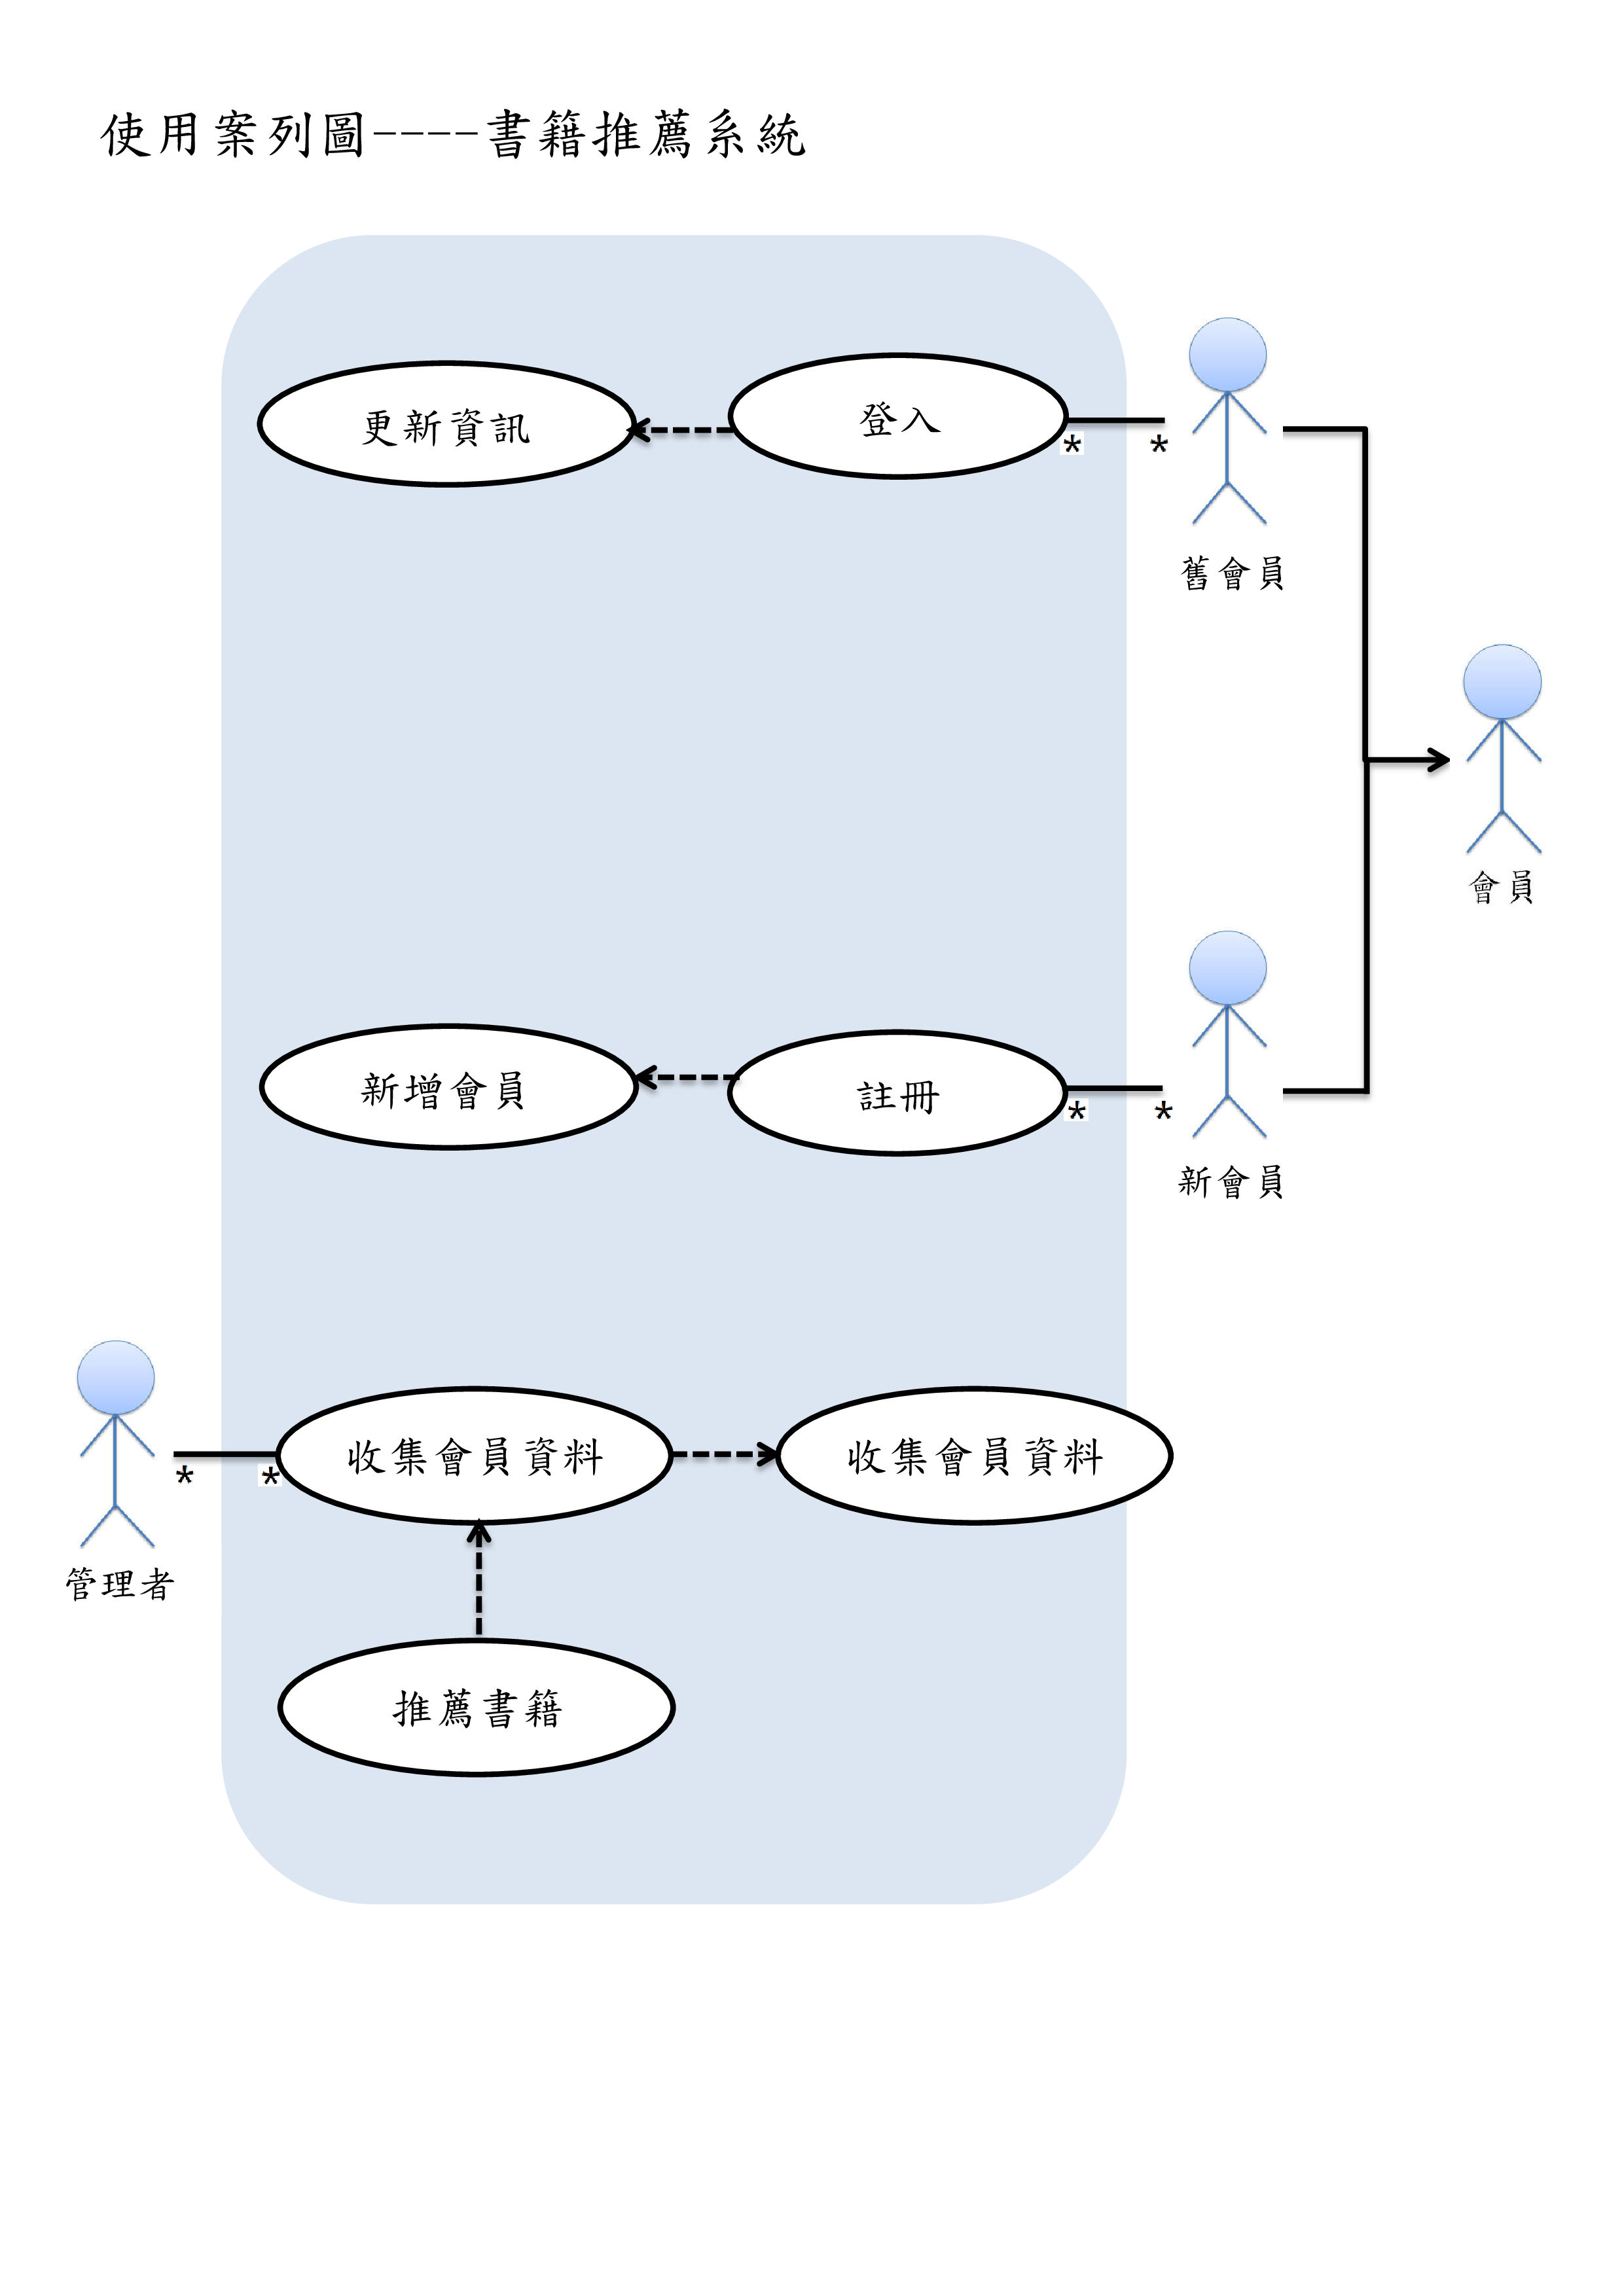 使用案列圖----書籍推薦系統
更新資訊
登入
* *
舊會員
會員
新增會員
註冊
* *
新會員
收集會員資料
收集會員資料
* *
管理者
推薦書籍